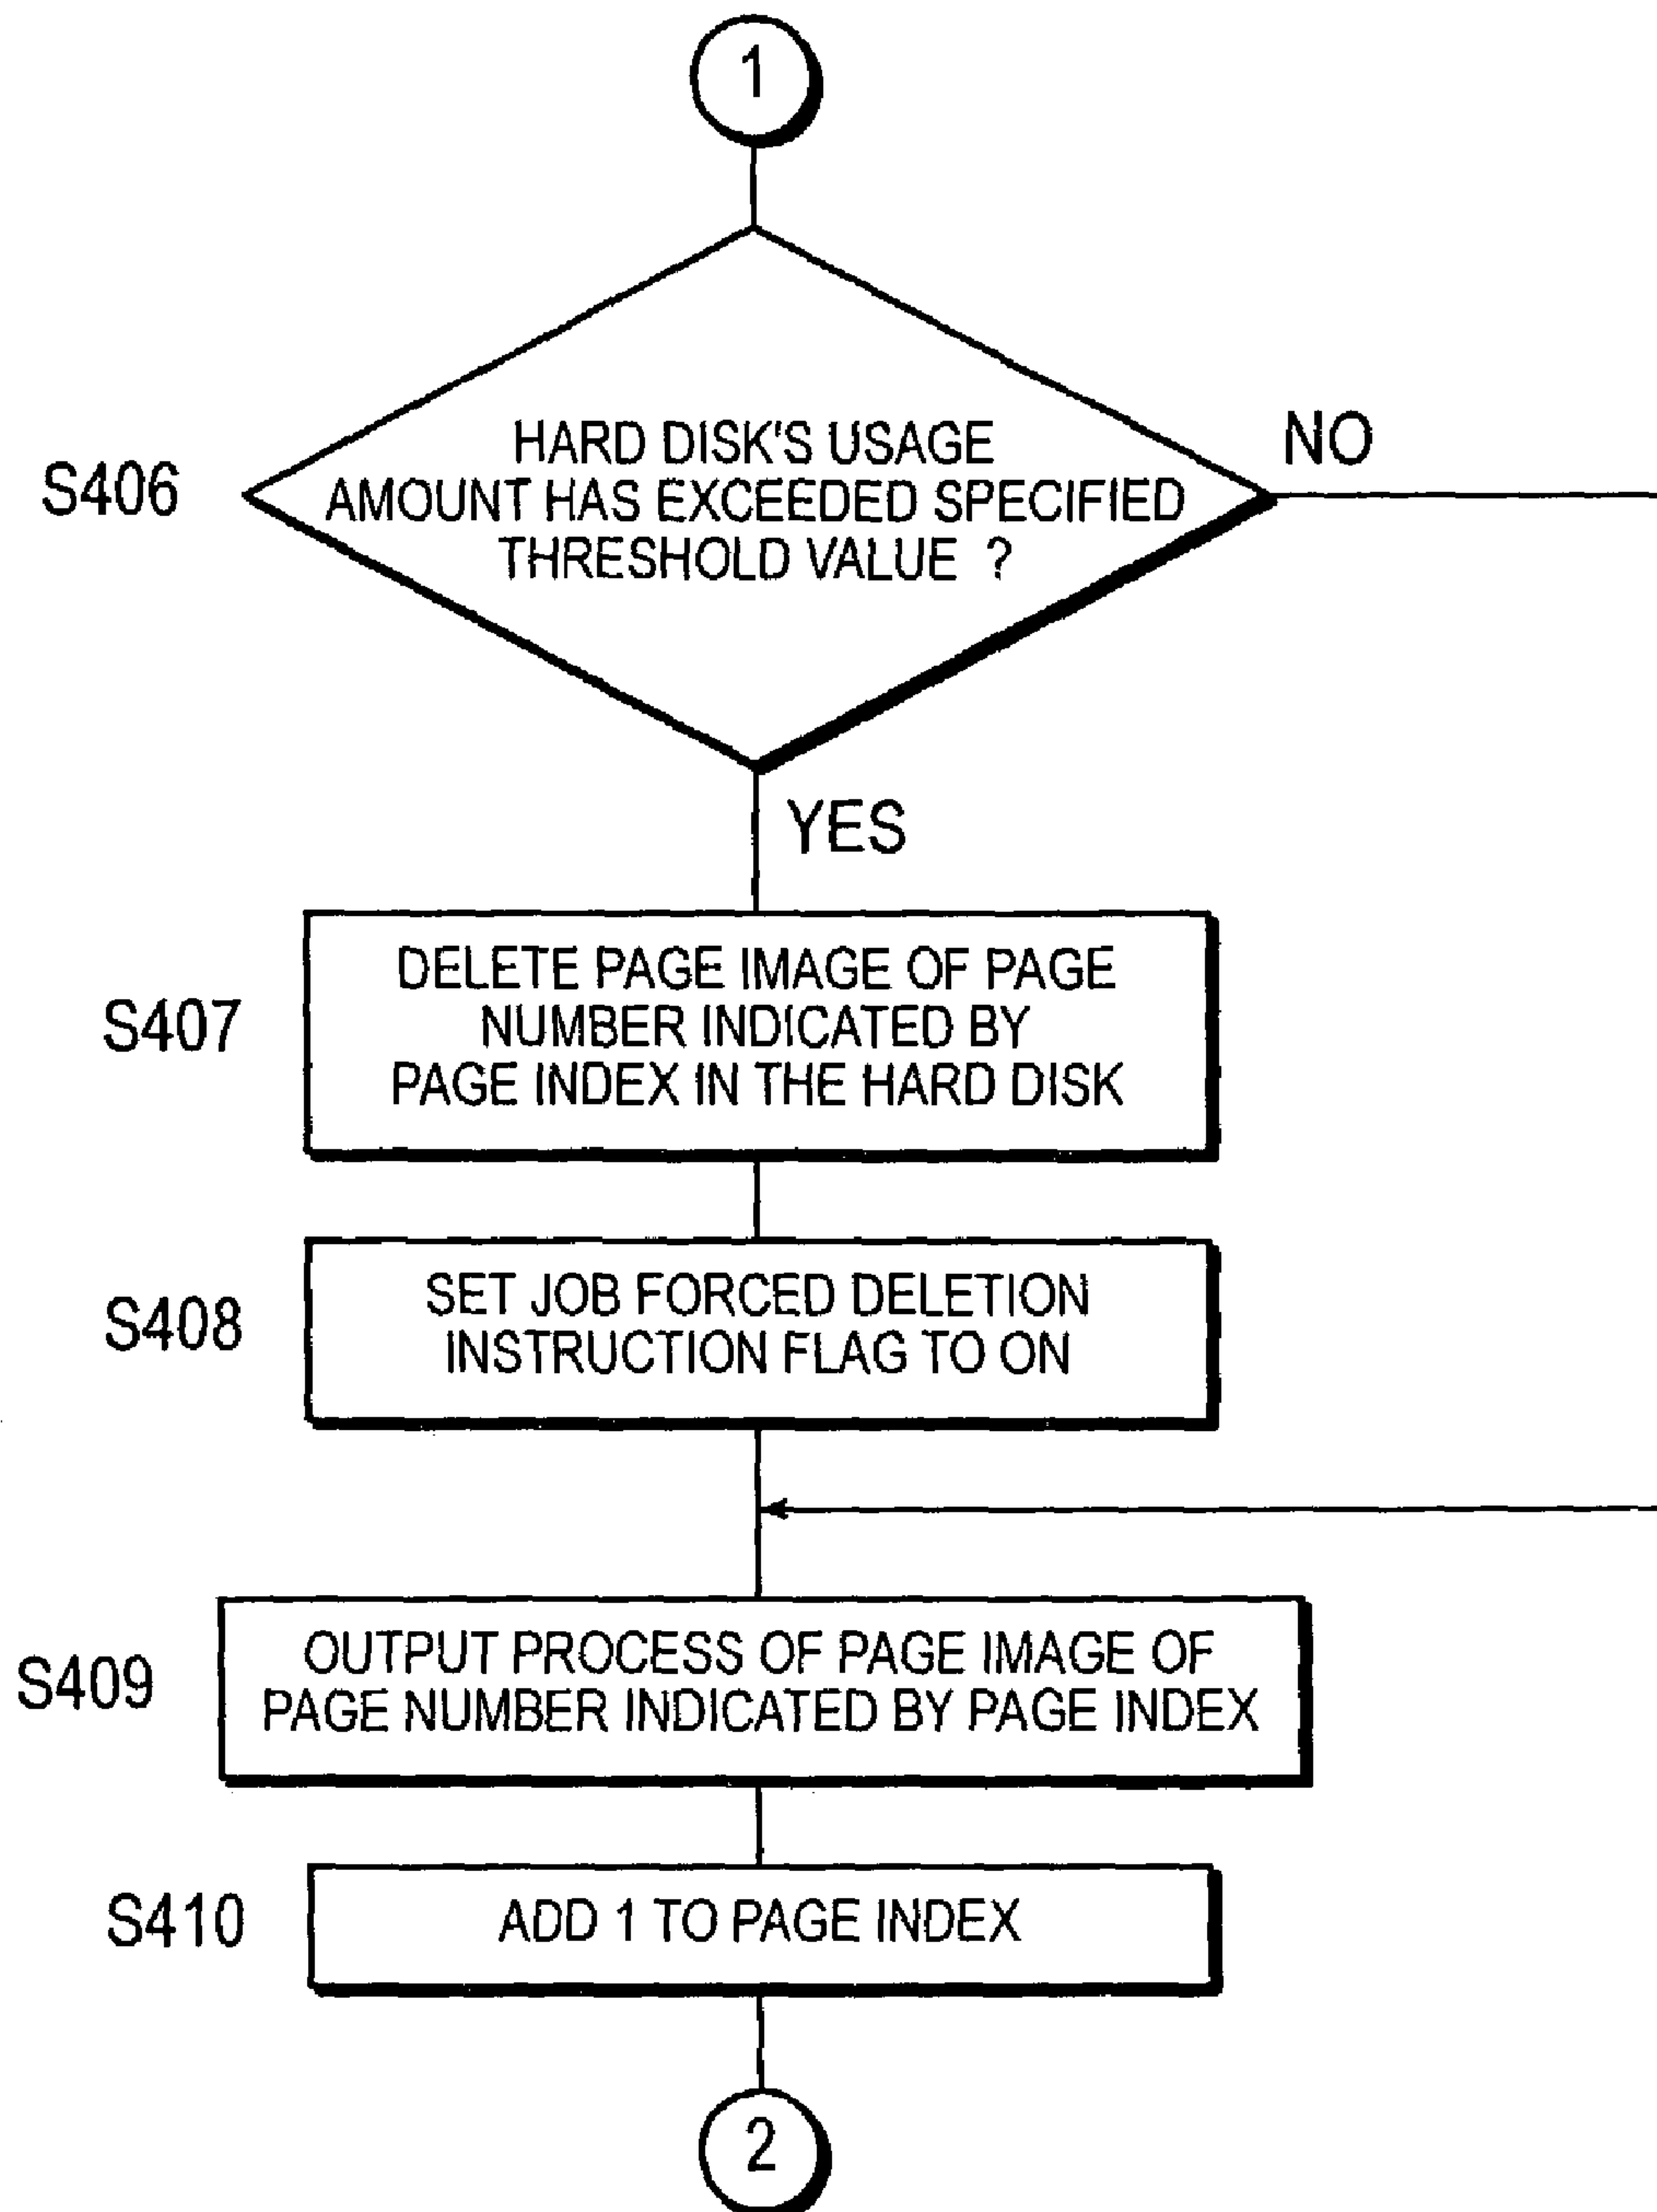 1
HARD DISK'S USAGE
AMOUNT HAS EXCEEDED SPECIFIED
THRESHOLD VALUE ?
S406
NO
YES
DELETE PAGE IMAGE OF PAGE
NUMBER INDICATED BY
PAGE INDEX IN THE HARD DISK
S407
SET JOB FORCED DELETION
INSTRUCTION FLAG TO ON
S408
OUTPUT PROCESS OF PAGE IMAGE OF
PAGE NUMBER INDICATED BY PAGE INDEX
S409
S410
ADD 1 TO PAGE INDEX
2